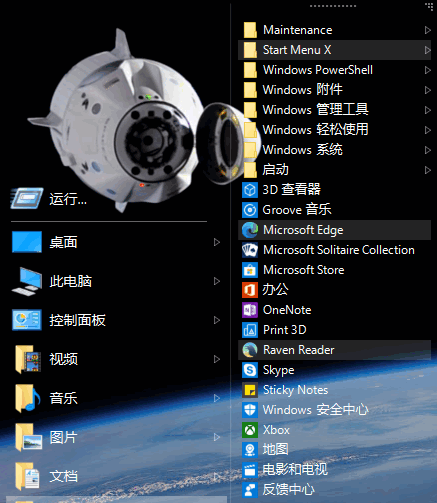 运行...
桌面
此电脑
控制面板
视频
音乐
图片
文档
Maintenance
Start Menu X
Windows PowerShell
Windows 附件
Windows 管理工具
Windows 轻松使用
Windows 系统
启动
3D 查看器
Groove 音乐
Microsoft Edge
Microsoft Solitaire Collection
Microsoft Store
办公
OneNote
Print 3D
Raven Reader
Skype
Sticky Notes
Windows 安全中心
Xbox
地图
电影和电视
反馈中心